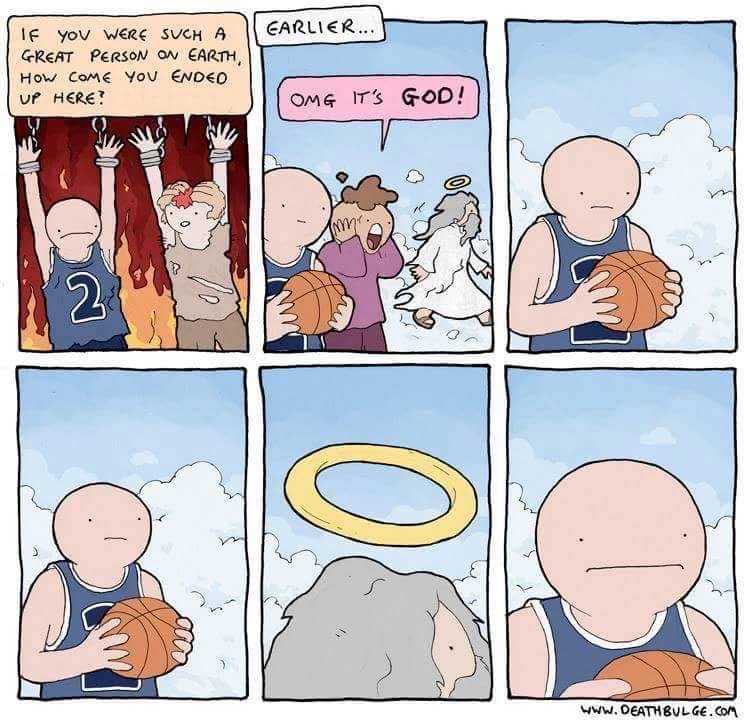 IF YOU WERE SUCH A
GREAT PERSON ON EARTH,
HOW COME YOU ENDED
UP HERE?
2
EARLIER...
OMG IT'S GOD!
WWW.DEATHBULGE.COM